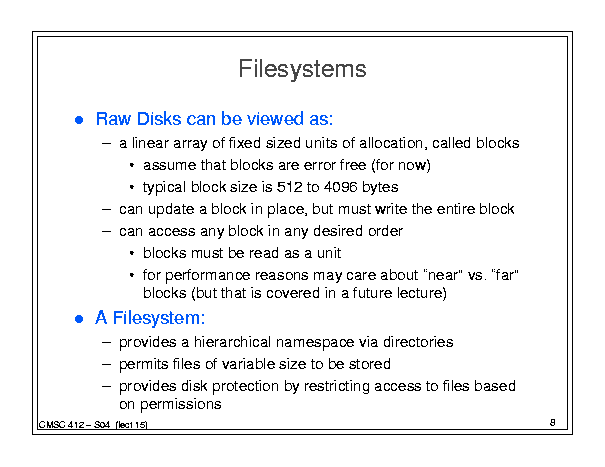 Filesystems
● Raw Disks can be viewed as:
– a linear array of fixed sized units of allocation, called blocks
• assume that blocks are error free (for now)
• typical block size is 512 to 4096 bytes
– can update a block in place, but must write the entire block
– can access any block in any desired order
• blocks must be read as a unit
• for performance reasons may care about "near" vs. "far"
blocks (but that is covered in a future lecture)
● A Filesystem:
– provides a hierarchical namespace via directories
– permits files of variable size to be stored
– provides disk protection by restricting access to files based
on permissions
CMSC 412 – S04 (lect 15)
8